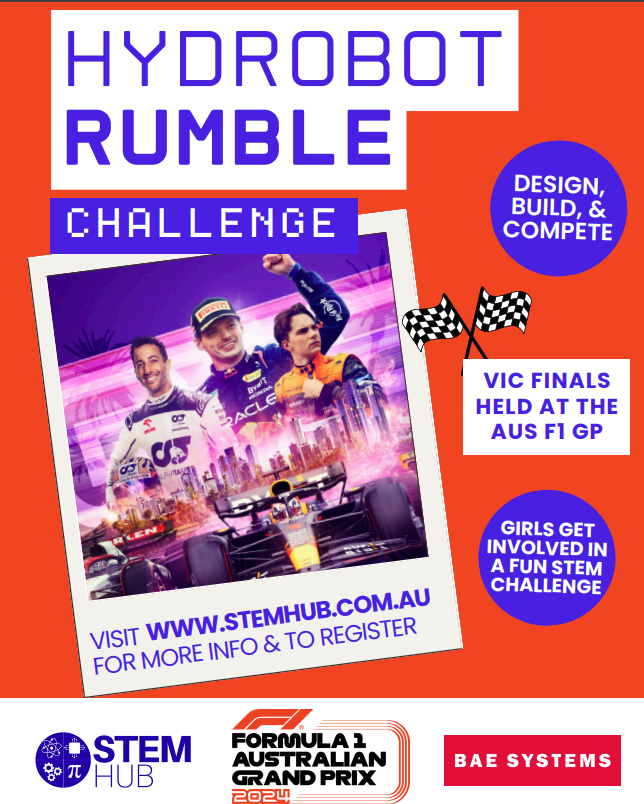 HYDROBOT
RUMBLE
CHALLENGE
DESIGN,
BUILD, &
COMPETE
VIC FINALS
HELD AT THE
AUS F1 GP
GIRLS GET
INVOLVED IN
A FUN STEM
CHALLENGE
PIRELLI
ORACLE
VISIT WWW.STEMHUB.COM.AU
FOR MORE INFO & TO REGISTER
π
STEM
HUB
FORMULA 1
AUSTRALIAN
GRAND PRIX
2024
BAE SYSTEMS